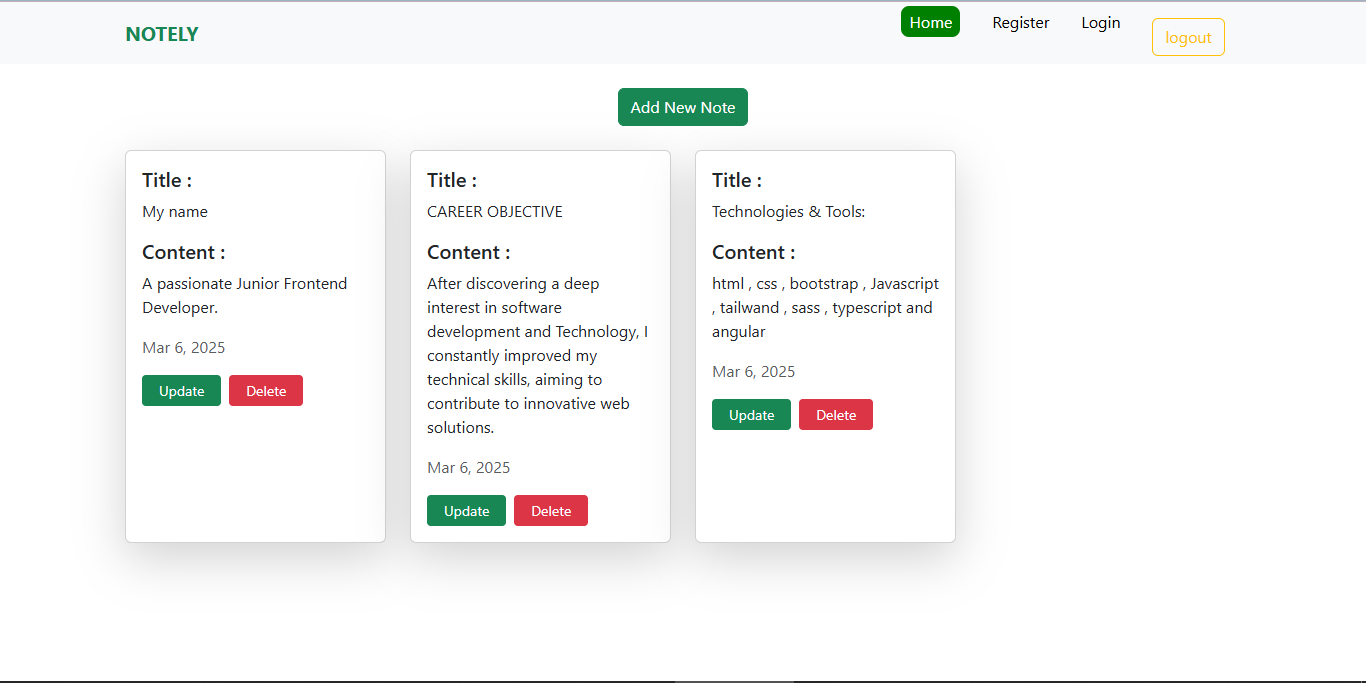 NOTELY
Home
Register
Login
logout
Add New Note
Title :
My name
Content :
A passionate Junior Frontend
Developer.
Mar 6, 2025
Update
Delete
Title :
CAREER OBJECTIVE
Content :
After discovering a deep
interest in software
development and Technology, I
constantly improved my
technical skills, aiming to
contribute to innovative web
solutions.
Mar 6, 2025
Update
Delete
Title :
Technologies & Tools:
Content :
html , css , bootstrap , Javascript
, tailwand , sass , typescript and
angular
Mar 6, 2025
Update
Delete